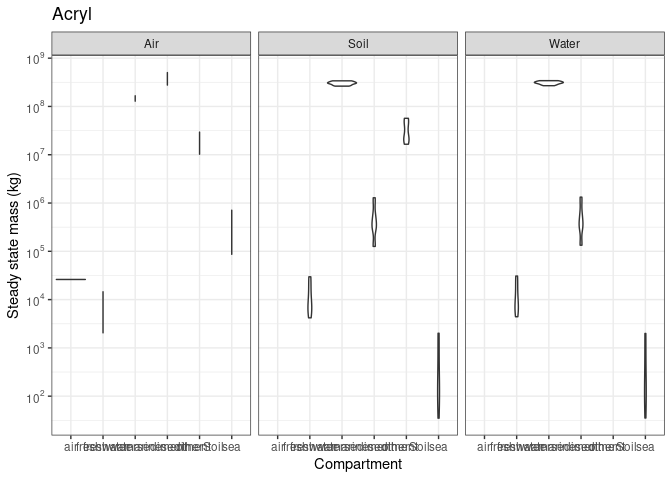 Acryl
Air Soil Water
10⁹
10⁸
10⁷
10⁶
10⁵
10⁴
10³
10²
Steady state mass (kg)
air sea air sea air sea
Compartment